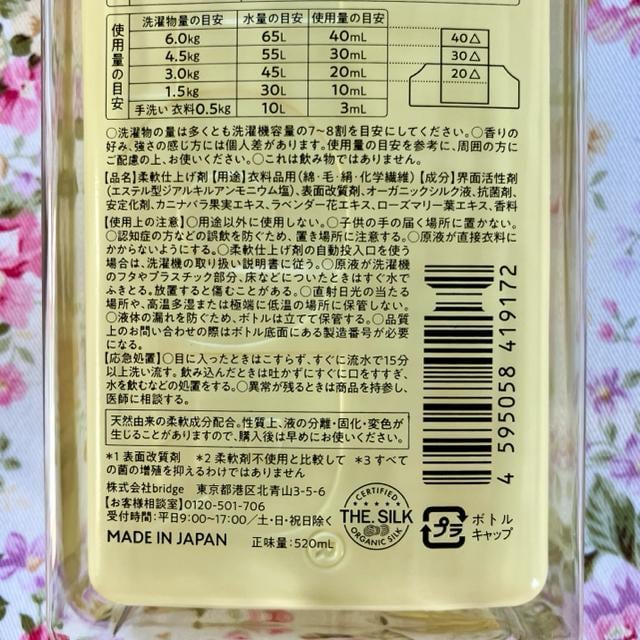 使用量の目安
洗濯物量の目安 水量の目安 使用量の目安
6.0kg 65L 40mL
4.5kg 55L 30mL
3.0kg 45L 20mL
1.5kg 30L 10mL
手洗い 衣料0.5kg 10L 3mL
40△
30△
20△
○洗濯物の量は多くとも洗濯機容量の7〜8割を目安にしてください。○香りの
好み、強さの感じ方には個人差があります。使用量の目安を参考に、周囲の方に
ご配慮の上、お使いください。○これは飲み物ではありません。
【品名】柔軟仕上げ剤【用途】衣料品用(綿・毛・絹・化学繊維)【成分】界面活性剤
(エステル型ジアルキルアンモニウム塩)、表面改質剤、オーガニックシルク液、抗菌剤、
安定化剤、カニナバラ果実エキス、ラベンダー花エキス、ローズマリー葉エキス、香料
【使用上の注意】○用途以外に使用しない。○子供の手の届く場所に置かない。
○認知症の方などの誤飲を防ぐため、置き場所に注意する。○原液が直接衣料に
かからないようにする。○柔軟仕上げ剤の自動投入口を使う
場合は、洗濯機の取り扱い説明書に従う。○原液が洗濯機
のフタやプラスチック部分、床などについたときはすぐ水で
ふきとる。放置すると傷むことがある。○直射日光の当たる
場所や、高温多湿または極端に低温の場所に保管しない。
○液体の漏れを防ぐため、ボトルは立てて保管する。○品質
上のお問い合わせの際はボトル底面にある製造番号が必要
になる。
【応急処置】○目に入ったときはこすらず、すぐに流水で15分
以上洗い流す。飲み込んだときは吐かずにすぐに口をすすぎ、
水を飲むなどの処置をする。○異常が残るときは商品を持参し、
医師に相談する。
天然由来の柔軟成分配合。性質上、液の分離・固化・変色が
生じることがありますので、購入後は早めにお使いください。
*1 表面改質剤 *2 柔軟剤不使用と比較して *3 すべて
の菌の増殖を抑えるわけではありません
株式会社bridge 東京都港区北青山3-5-6
【お客様相談室】0120-501-706
受付時間:平日9:00〜17:00/土・日・祝日除く
MADE IN JAPAN 正味量:520mL
4 595058 419172
CERTIFIED
THE. SILK
ORGANIC SILK
プラ
ボトル
キャップ